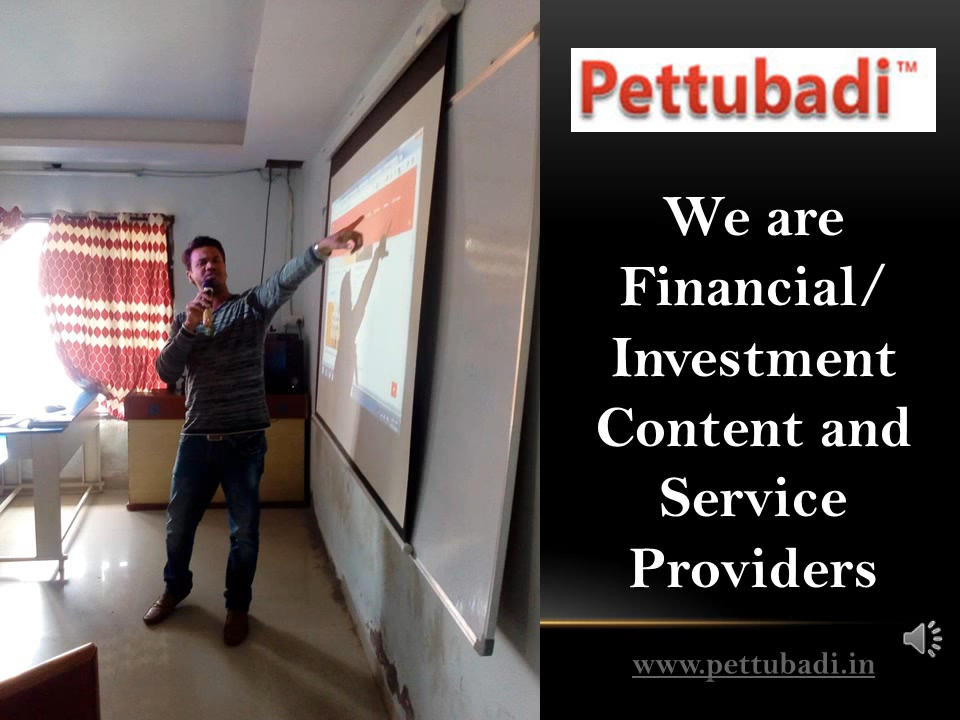 Pettubadi™
We are
Financial/
Investment
Content and
Service
Providers
www.pettubadi.in